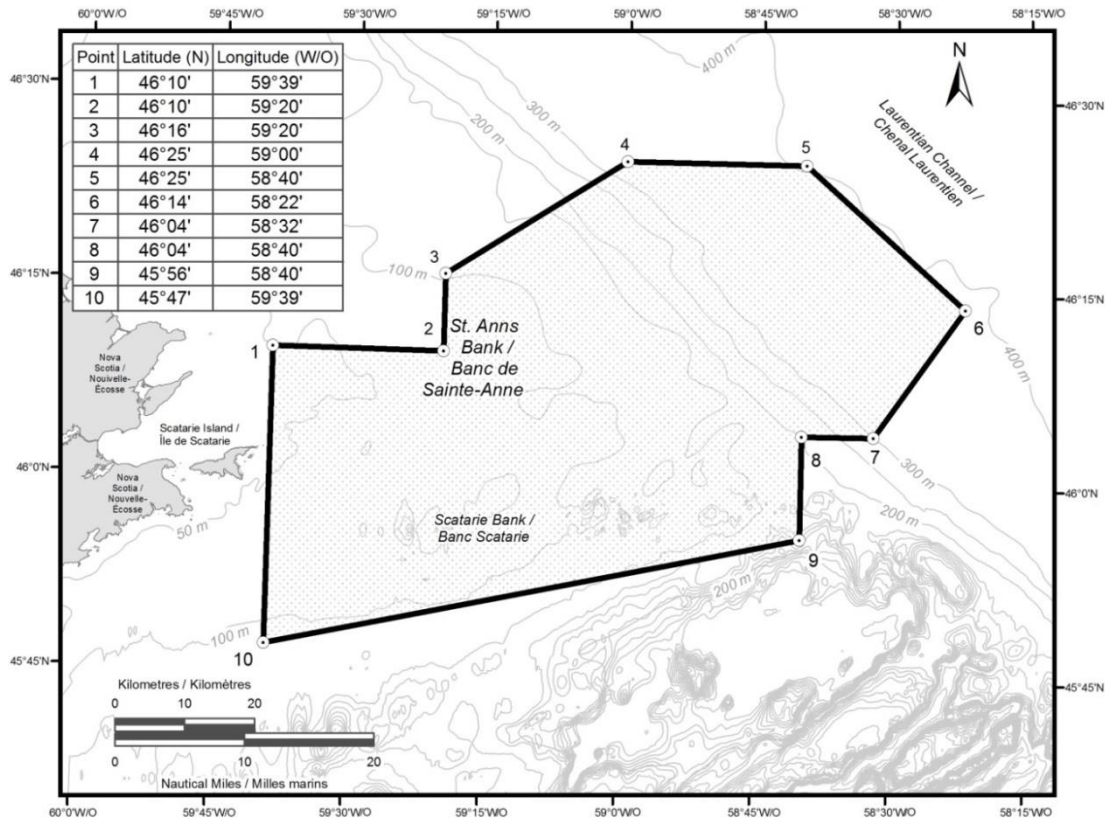 60°0'W/O 59°45'W/O 59°30'W/O 59°15'W/O 59°0'W/O 58°45'W/O 58°30'W/O 58°15'W/O
Point Latitude (N) Longitude (W/O)
1 46°10' 59°39'
2 46°10' 59°20'
3 46°16' 59°20'
4 46°25' 59°00'
5 46°25' 58°40'
6 46°14' 58°22'
7 46°04' 58°32'
8 46°04' 58°40'
9 45°56' 58°40'
10 45°47' 59°39'
N
400 m
300 m
200 m
Laurentian Channel /
Chenal Laurentien
46°30'N
46°30'N
4
5
3
100 m
46°15'N
46°15'N
6
400 m
2
1
St. Anns
Bank /
Banc de
Sainte-Anne
Nova
Scotia /
Nouivelle-
Écosse
Scatarie Island /
Île de Scatarie
8
7
300 m
46°0'N
46°0'N
Nova
Scotia /
Nouvelle-
Écosse
50 m
200 m
Scatarie Bank /
Banc Scatarie
9
200 m
100 m
10
45°45'N
45°45'N
Kilometres / Kilomètres
0 10 20
0 10 20
Nautical Miles / Milles marins
60°0'W/O 59°45'W/O 59°30'W/O 59°15'W/O 59°0'W/O 58°45'W/O 58°30'W/O 58°15'W/O